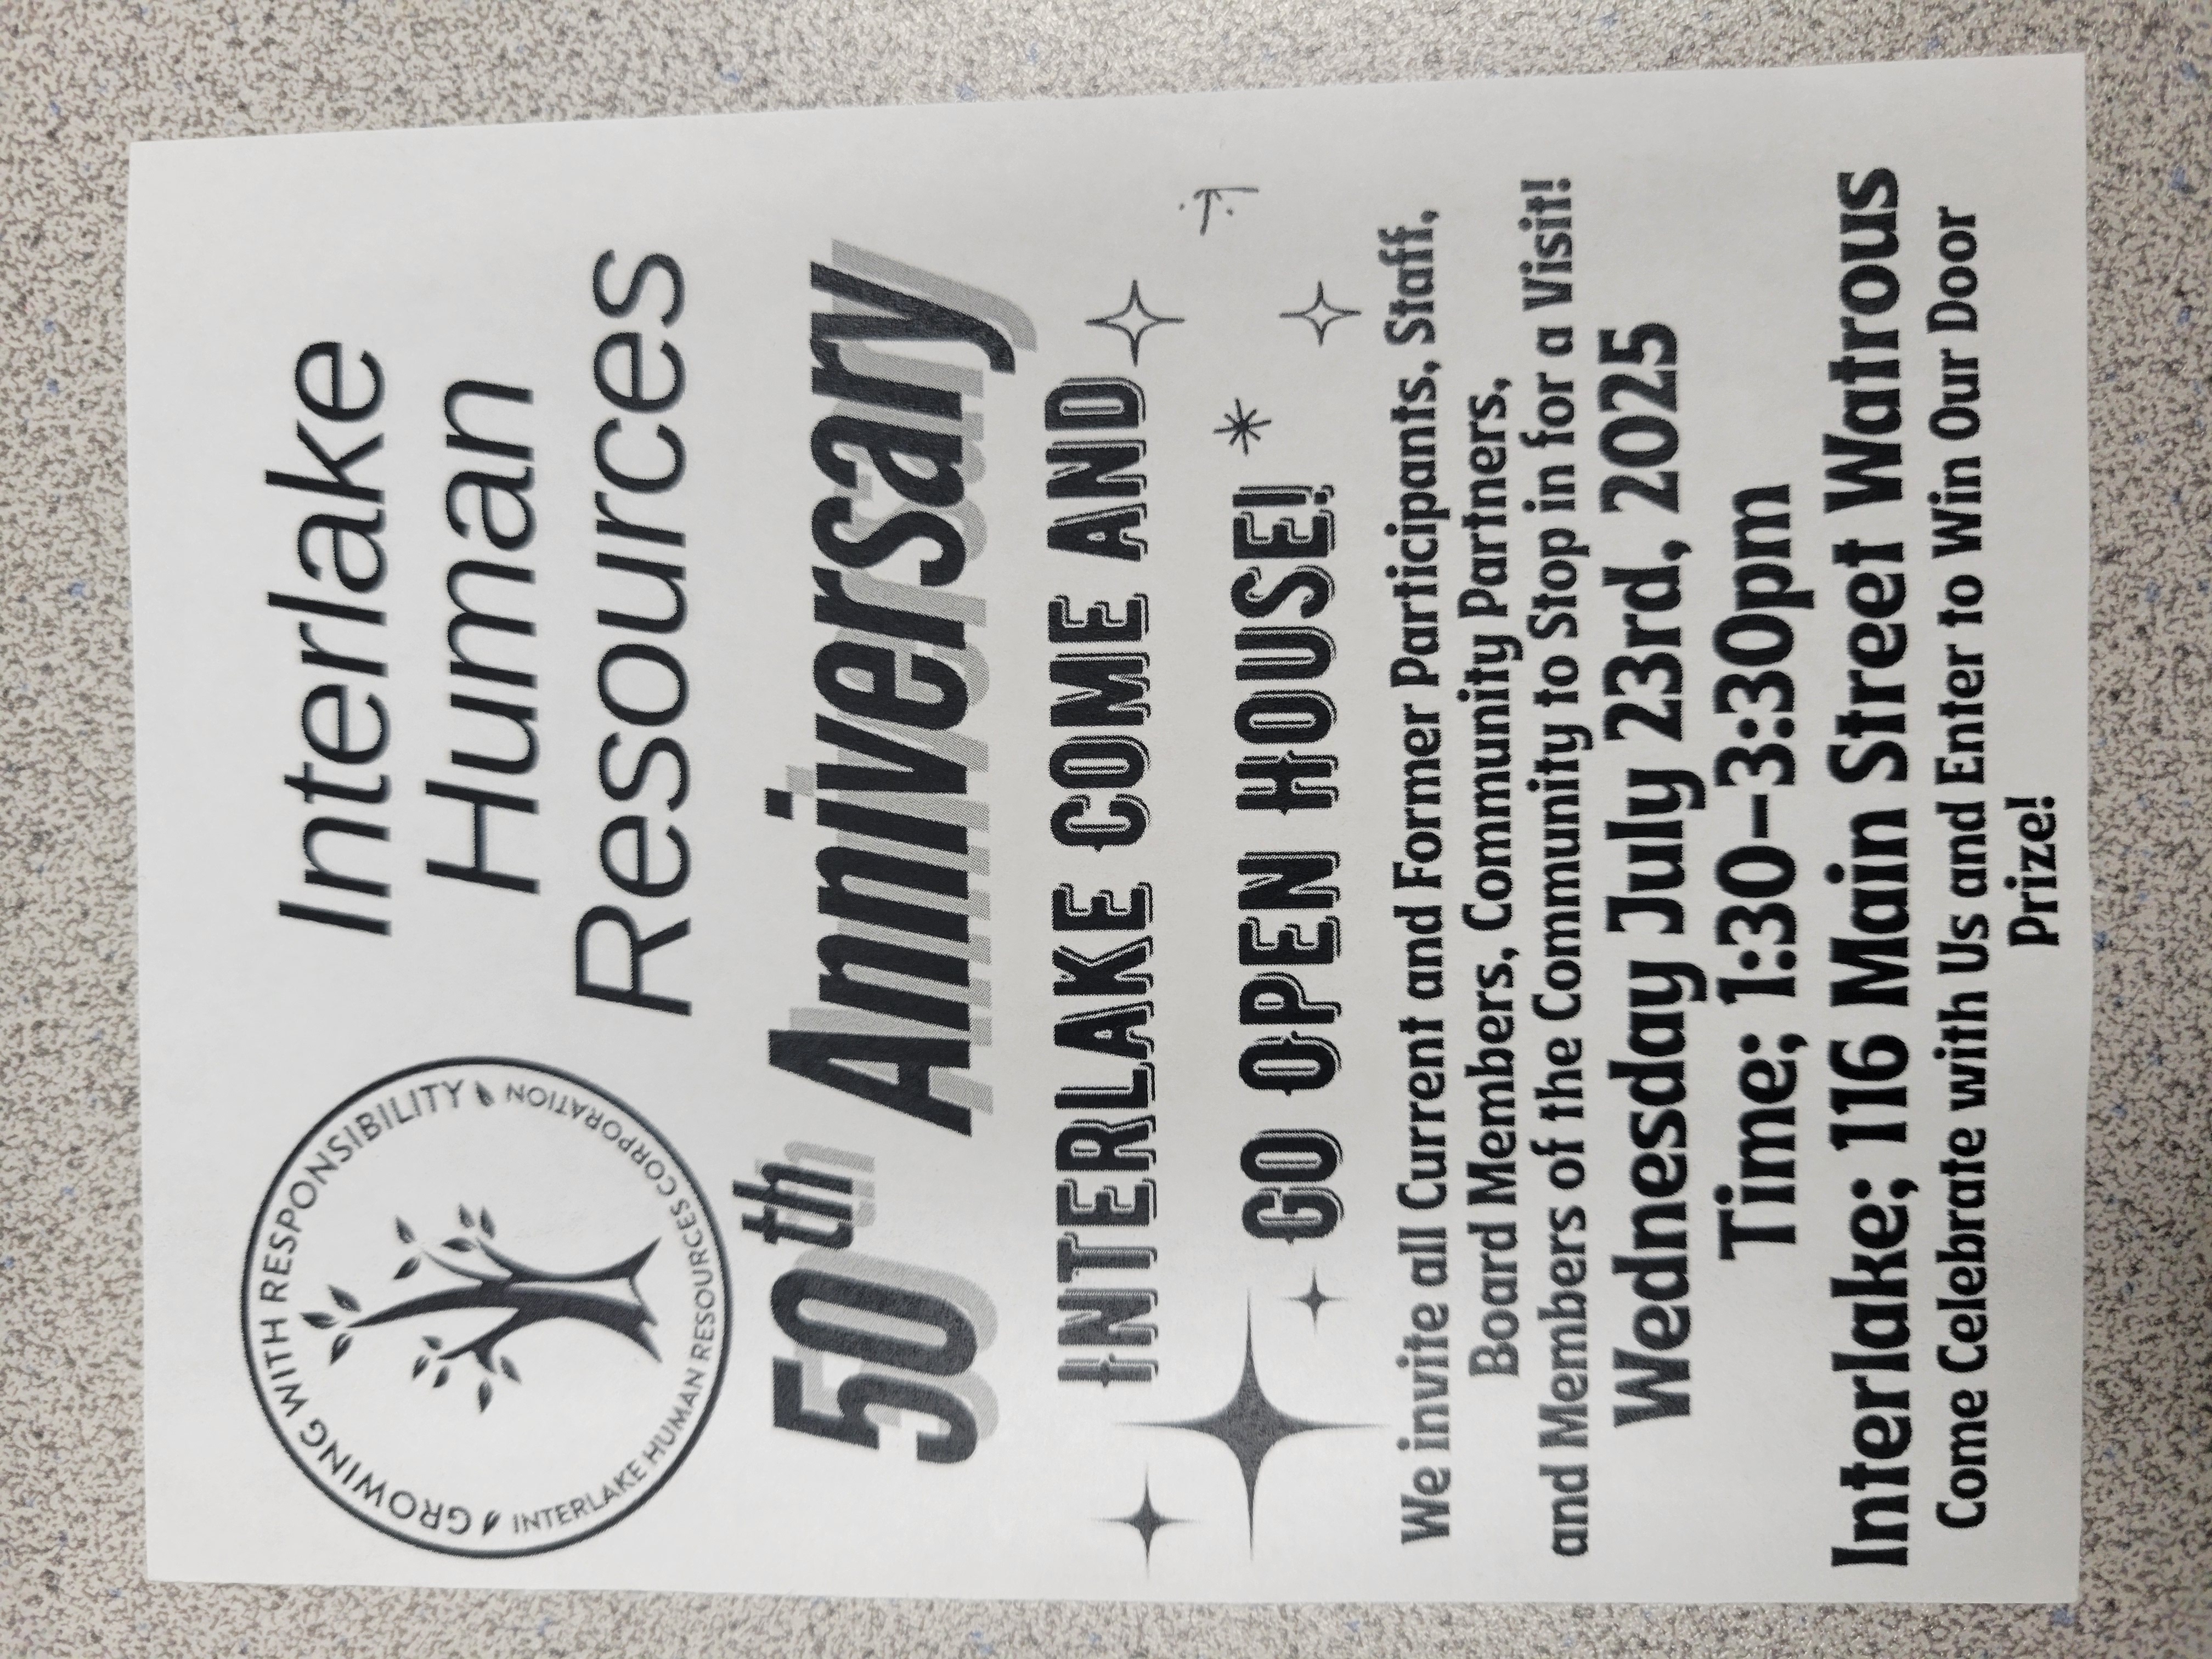 GROWING WITH RESPONSIBILITY
INTERLAKE HUMAN RESOURCES CORPORATION
Interlake
Human
Resources
50th Anniversary
INTERLAKE COME AND
GO OPEN HOUSE!
We invite all Current and Former Participants, Staff,
Board Members, Community Partners,
and Members of the Community to Stop in for a Visit!
Wednesday July 23rd, 2025
Time; 1:30-3:30pm
Interlake; 116 Main Street Watrous
Come Celebrate with Us and Enter to Win Our Door
Prize!